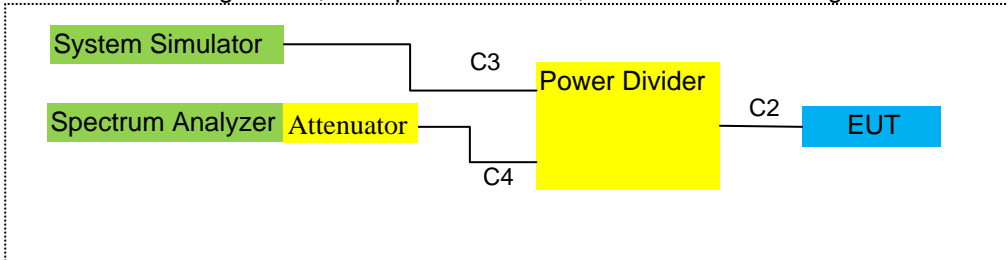 System Simulator
C3
Power Divider
C2
Spectrum Analyzer Attenuator
EUT
C4